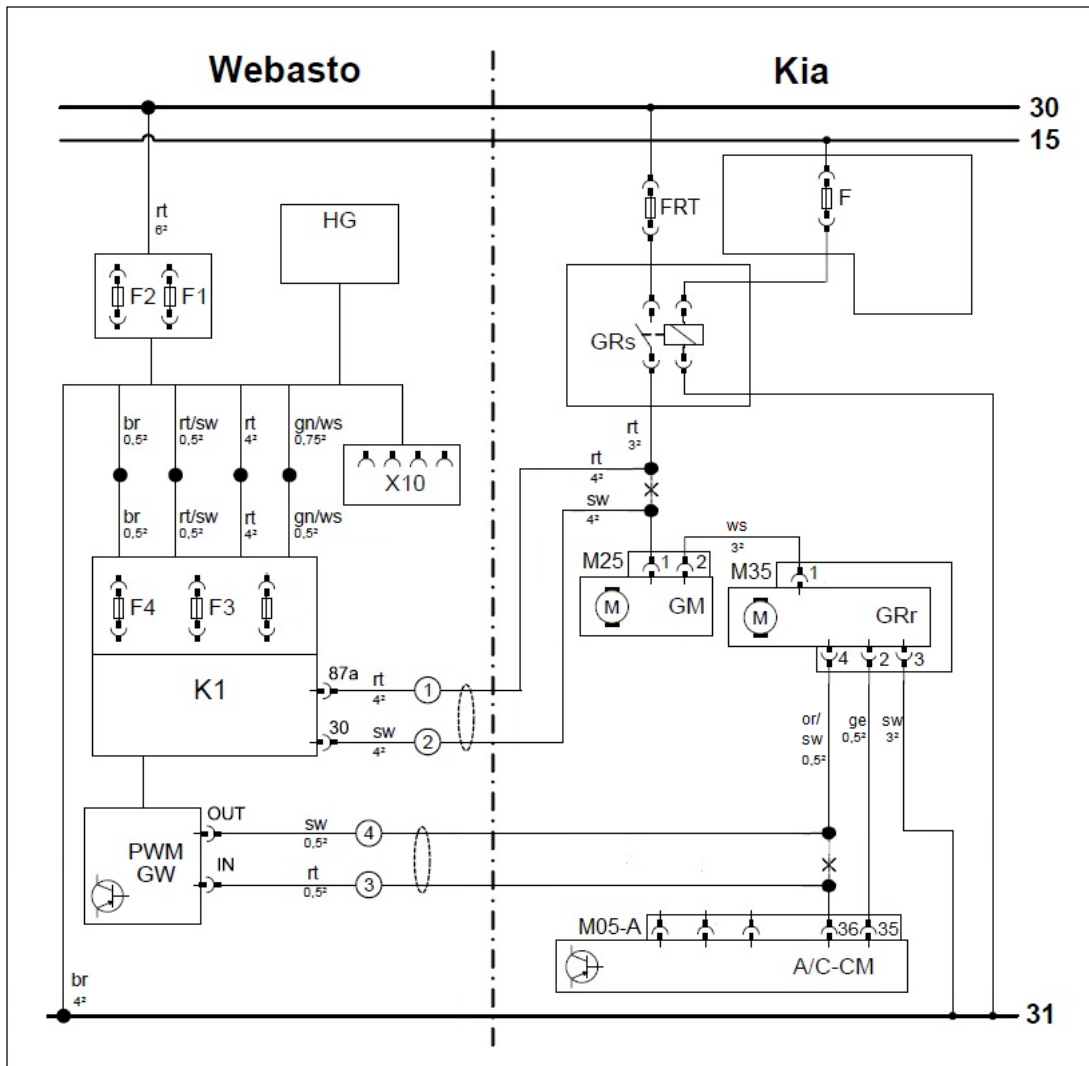 Webasto
Kia
30
15
rt
6²
HG
FRT
F
F2
F1
GRs
br
0,5²
rt/sw
0,5²
rt
4²
gn/ws
0,75²
X10
rt
3²
rt
4²
sw
4²
br
0,5²
rt/sw
0,5²
rt
4²
gn/ws
0,5²
ws
3²
M25
1
2
M35
1
F4
F3
M
GM
M
GRr
4
2
3
K1
87a
rt
4²
1
30
sw
4²
2
or/
sw
0,5²
ge
0,5²
sw
3²
OUT
sw
0,5²
4
PWM
GW
IN
rt
0,5²
3
M05-A
36
35
A/C-CM
br
4²
31